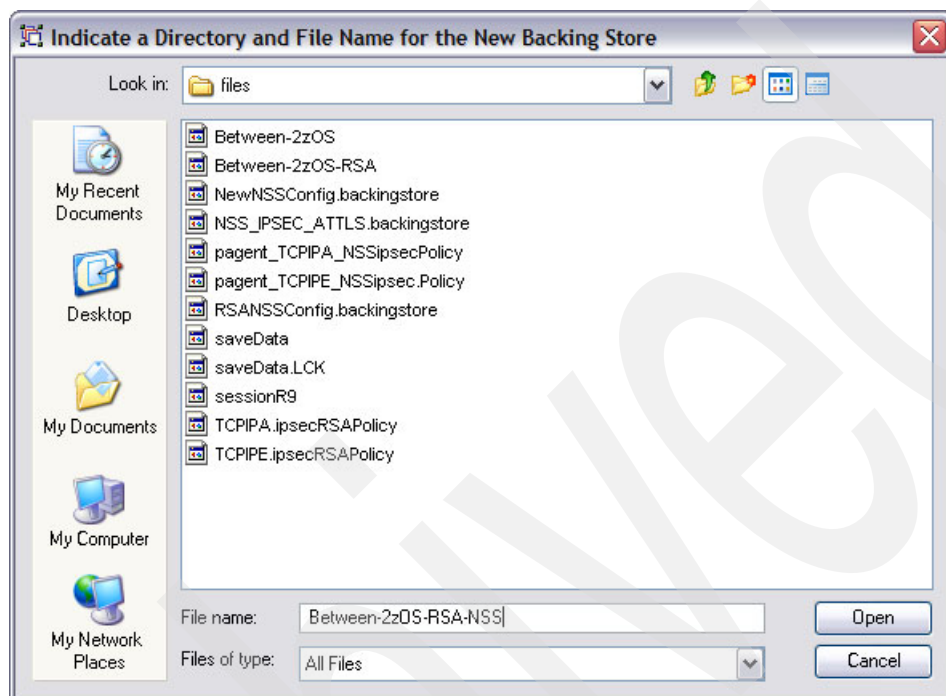 Indicate a Directory and File Name for the New Backing Store
Look in:
files
My Recent
Documents
Desktop
My Documents
My Computer
My Network
Places
Between-2zOS
Between-2zOS-RSA
NewNSSConfig.backingstore
NSS_IPSEC_ATTLS.backingstore
pagent_TCPIPA_NSSipsecPolicy
pagent_TCPIPE_NSSipsec.Policy
RSANSSConfig.backingstore
saveData
saveData.LCK
sessionR9
TCPIPA.ipsecRSAPolicy
TCPIPE.ipsecRSAPolicy
File name:
Between-2zOS-RSA-NSS
Open
Files of type:
All Files
Cancel